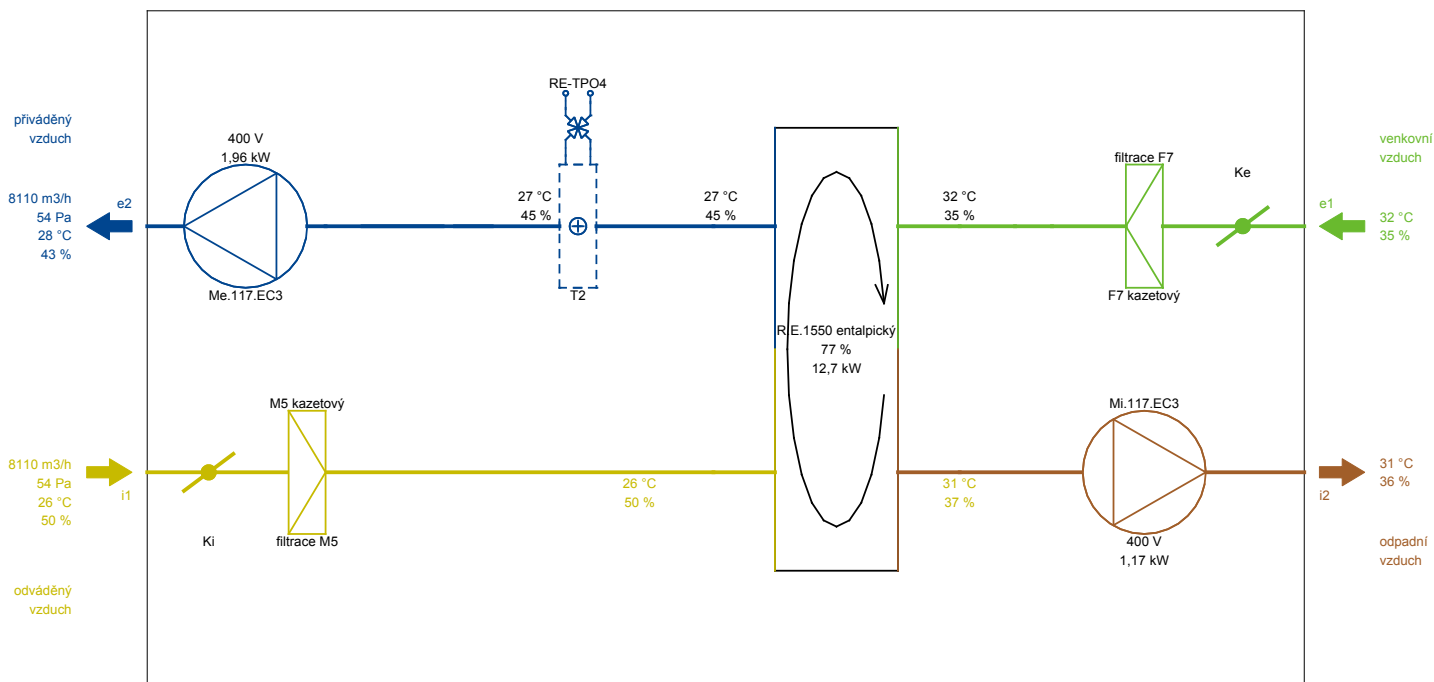 RE-TPO4
přiváděný
vzduch
400 V
1,96 kW
8110 m3/h
54 Pa
28 °C
43 %
e2
Me.117.EC3
27 °C
45 %
T2
27 °C
45 %
32 °C
35 %
filtrace F7
F7 kazetový
Ke
venkovní
vzduch
e1
32 °C
35 %
R.E.1550 entalpický
77 %
12,7 kW
8110 m3/h
54 Pa
26 °C
50 %
i1
odváděný
vzduch
Ki
M5 kazetový
filtrace M5
26 °C
50 %
31 °C
37 %
Mi.117.EC3
400 V
1,17 kW
31 °C
36 %
i2
odpadní
vzduch